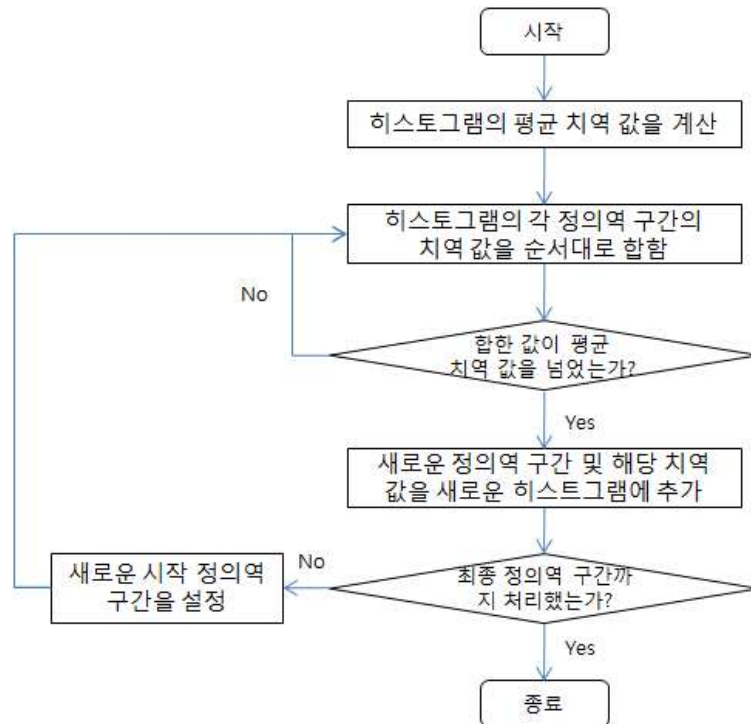 시작
히스토그램의 평균 치역 값을 계산
히스토그램의 각 정의역 구간의
치역 값을 순서대로 합함
No
합한 값이 평균
치역 값을 넘었는가?
Yes
새로운 정의역 구간 및 해당 치역
값을 새로운 히스트그램에 추가
새로운 시작 정의역
구간을 설정
No
최종 정의역 구간까
지 처리했는가?
Yes
종료